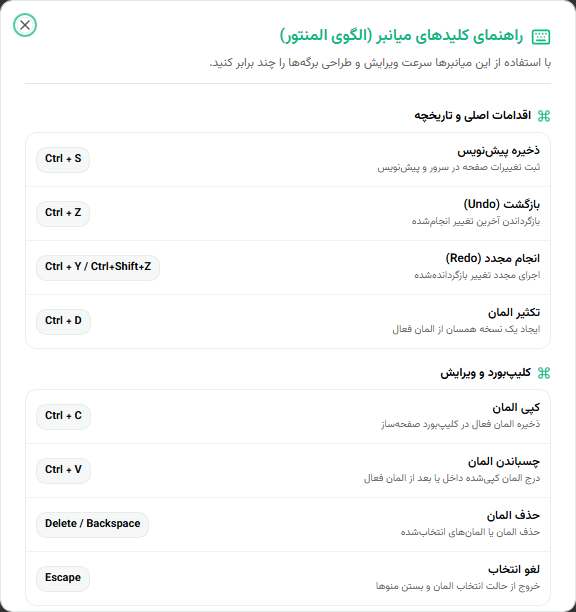 راهنمای کلیدهای میانبر (الگوی المنتور)
با استفاده از این میانبرها سرعت ویرایش و طراحی برگه‌ها را چند برابر کنید.
اقدامات اصلی و تاریخچه
ذخیره پیش‌نویس
Ctrl + S
ثبت تغییرات صفحه در سرور و پیش‌نویس
بازگشت (Undo)
Ctrl + Z
بازگرداندن آخرین تغییر انجام‌شده
انجام مجدد (Redo)
Ctrl + Y / Ctrl+Shift+Z
اجرای مجدد تغییر بازگردانده‌شده
تکثیر المان
Ctrl + D
ایجاد یک نسخه همسان از المان فعال
کلیپ‌بورد و ویرایش
کپی المان
Ctrl + C
ذخیره المان فعال در کلیپ‌بورد صفحه‌ساز
چسباندن المان
Ctrl + V
درج المان کپی‌شده داخل یا بعد از المان فعال
حذف المان
Delete / Backspace
حذف المان یا المان‌های انتخاب‌شده
لغو انتخاب
Escape
خروج از حالت انتخاب المان و بستن منوها